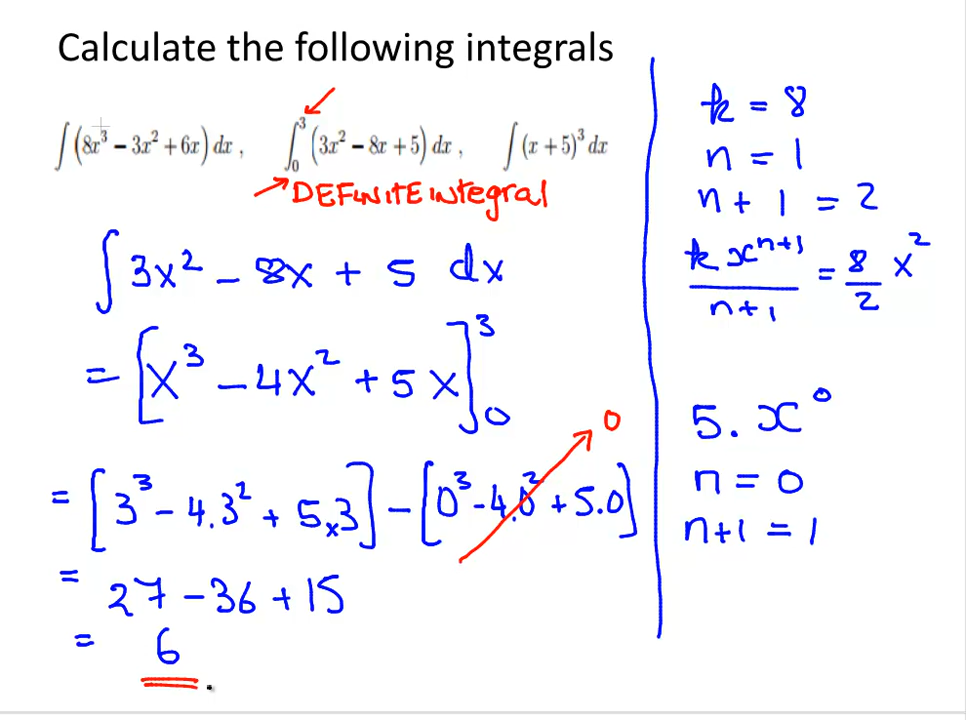 Calculate the following integrals
∫(8x³ − 3x² + 6x) dx ,   ∫₀³ (3x² − 8x + 5) dx ,   ∫(x + 5)³ dx
DEFINITE integral
∫ 3x² − 8x + 5 dx
= [x³ − 4x² + 5x]₀³
= [3³ − 4.3² + 5×3] − [0³ − 4.0² + 5.0] 0
= 27 − 36 + 15
= 6
k = 8
n = 1
n + 1 = 2
kxⁿ⁺¹/n+1 = 8/2 x²
5. x⁰
n = 0
n+1 = 1